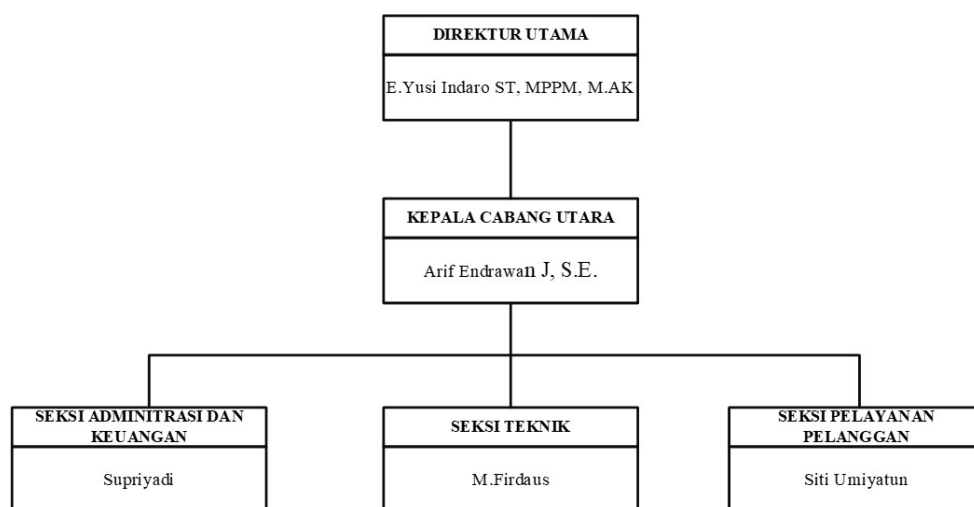 DIREKTUR UTAMA
E.Yusi Indaro ST, MPPM, M.AK
KEPALA CABANG UTARA
Arif Endrawan J, S.E.
SEKSI ADMINITRASI DAN
KEUANGAN
Supriyadi
SEKSI TEKNIK
M.Firdaus
SEKSI PELAYANAN
PELANGGAN
Siti Umiyatun